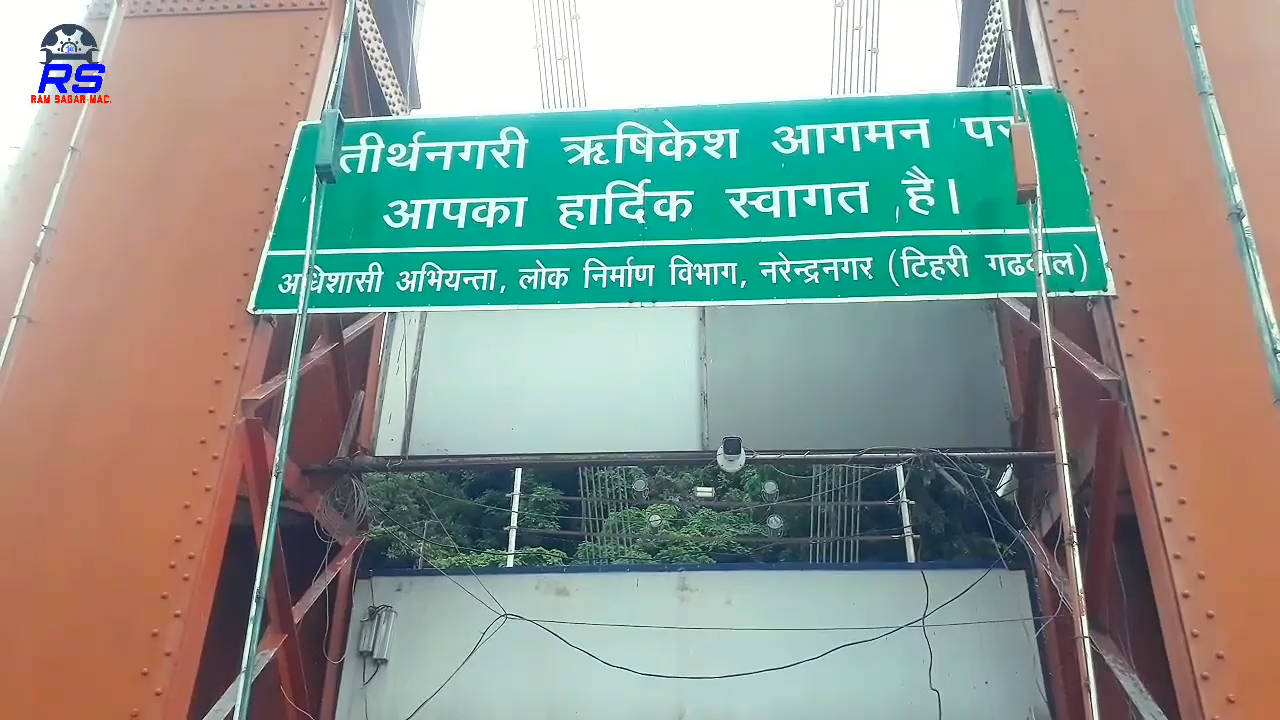 RS
RAM SAGAR MAC.
तीर्थनगरी ऋषिकेश आगमन पर
आपका हार्दिक स्वागत है।
अधिशासी अभियन्ता, लोक निर्माण विभाग, नरेन्द्रनगर (टिहरी गढवाल)